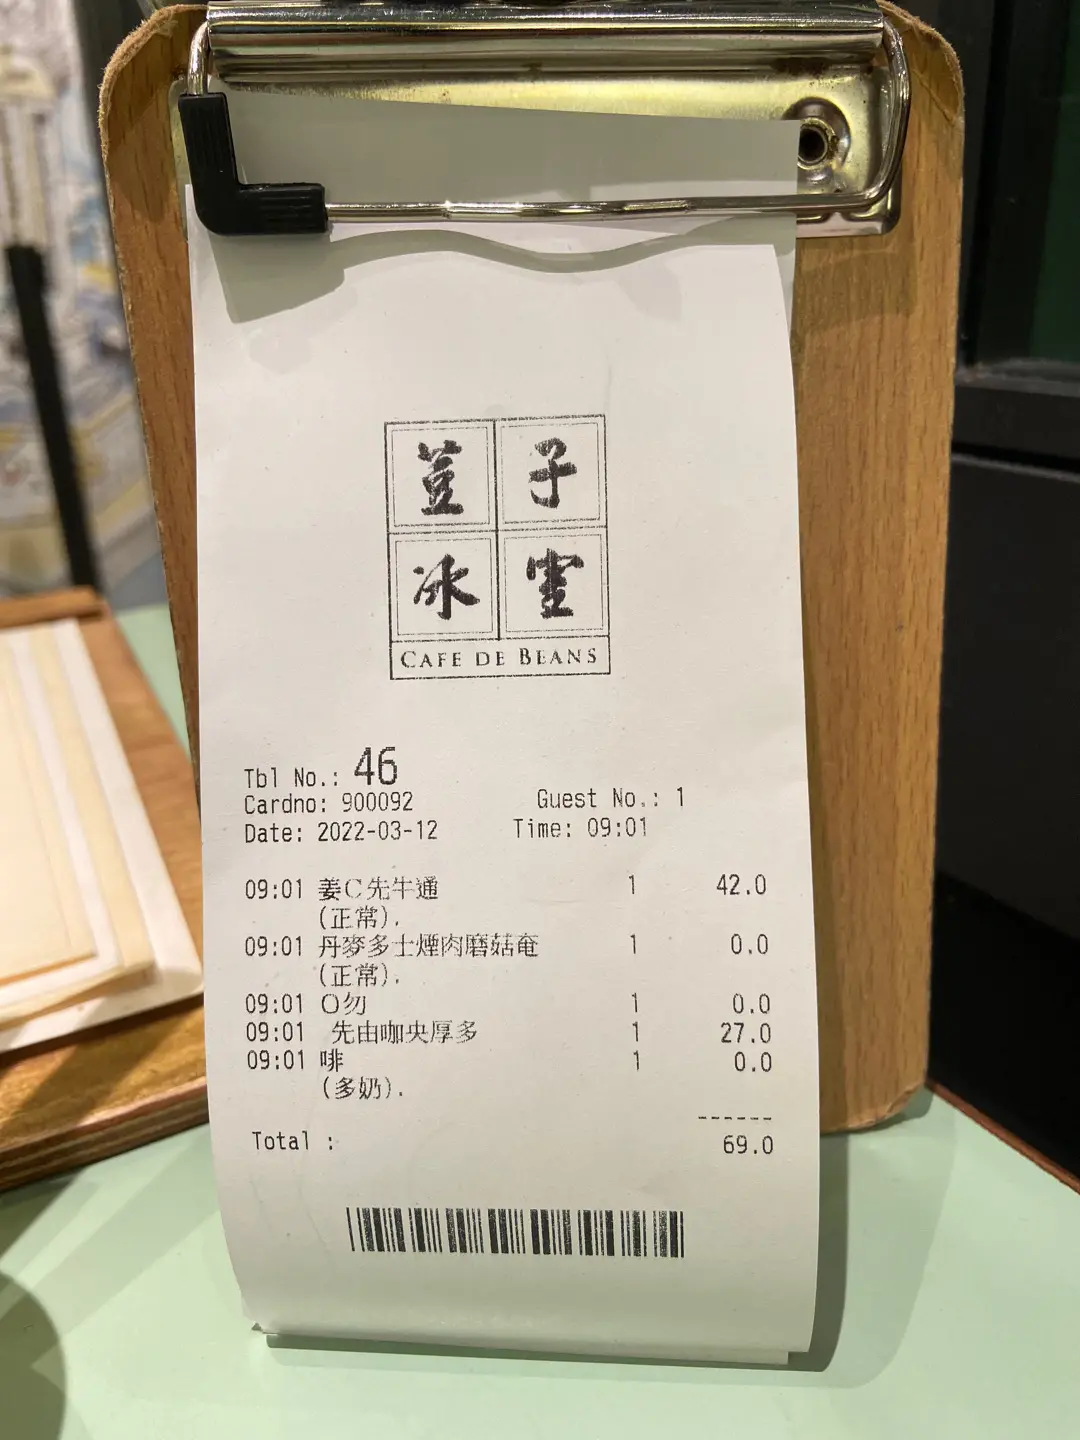 荳子
冰室
CAFE DE BEANS
Tbl No.: 46
Cardno: 900092 Guest No.: 1
Date: 2022-03-12 Time: 09:01
09:01 姜C先牛通 1 42.0
(正常).
09:01 丹麥多士煙肉磨菇奄 1 0.0
(正常).
09:01 O勿 1 0.0
09:01 先由咖央厚多 1 27.0
09:01 啡 1 0.0
(多奶).
------
Total : 69.0